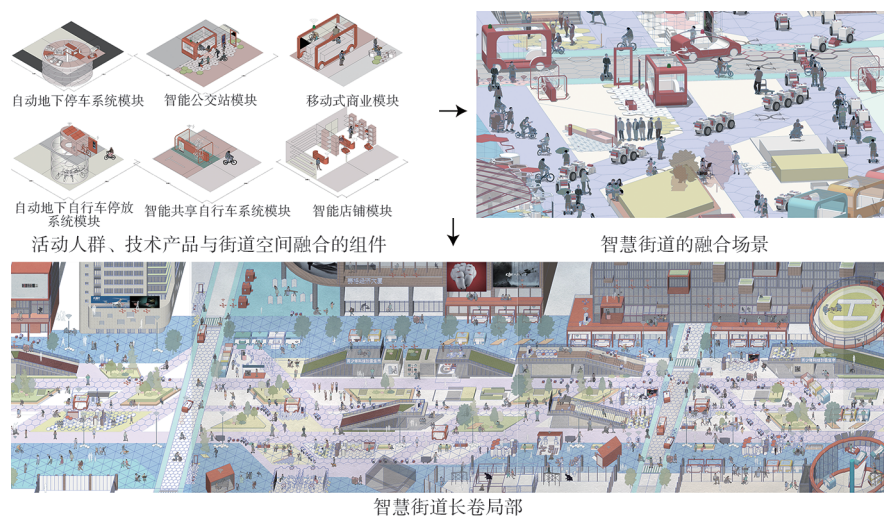 自动地下停车系统模块
智能公交站模块
移动式商业模块
自动地下自行车停放
系统模块
智能共享自行车系统模块
智能店铺模块
活动人群、技术产品与街道空间融合的组件
智慧街道的融合场景
智慧街道长卷局部